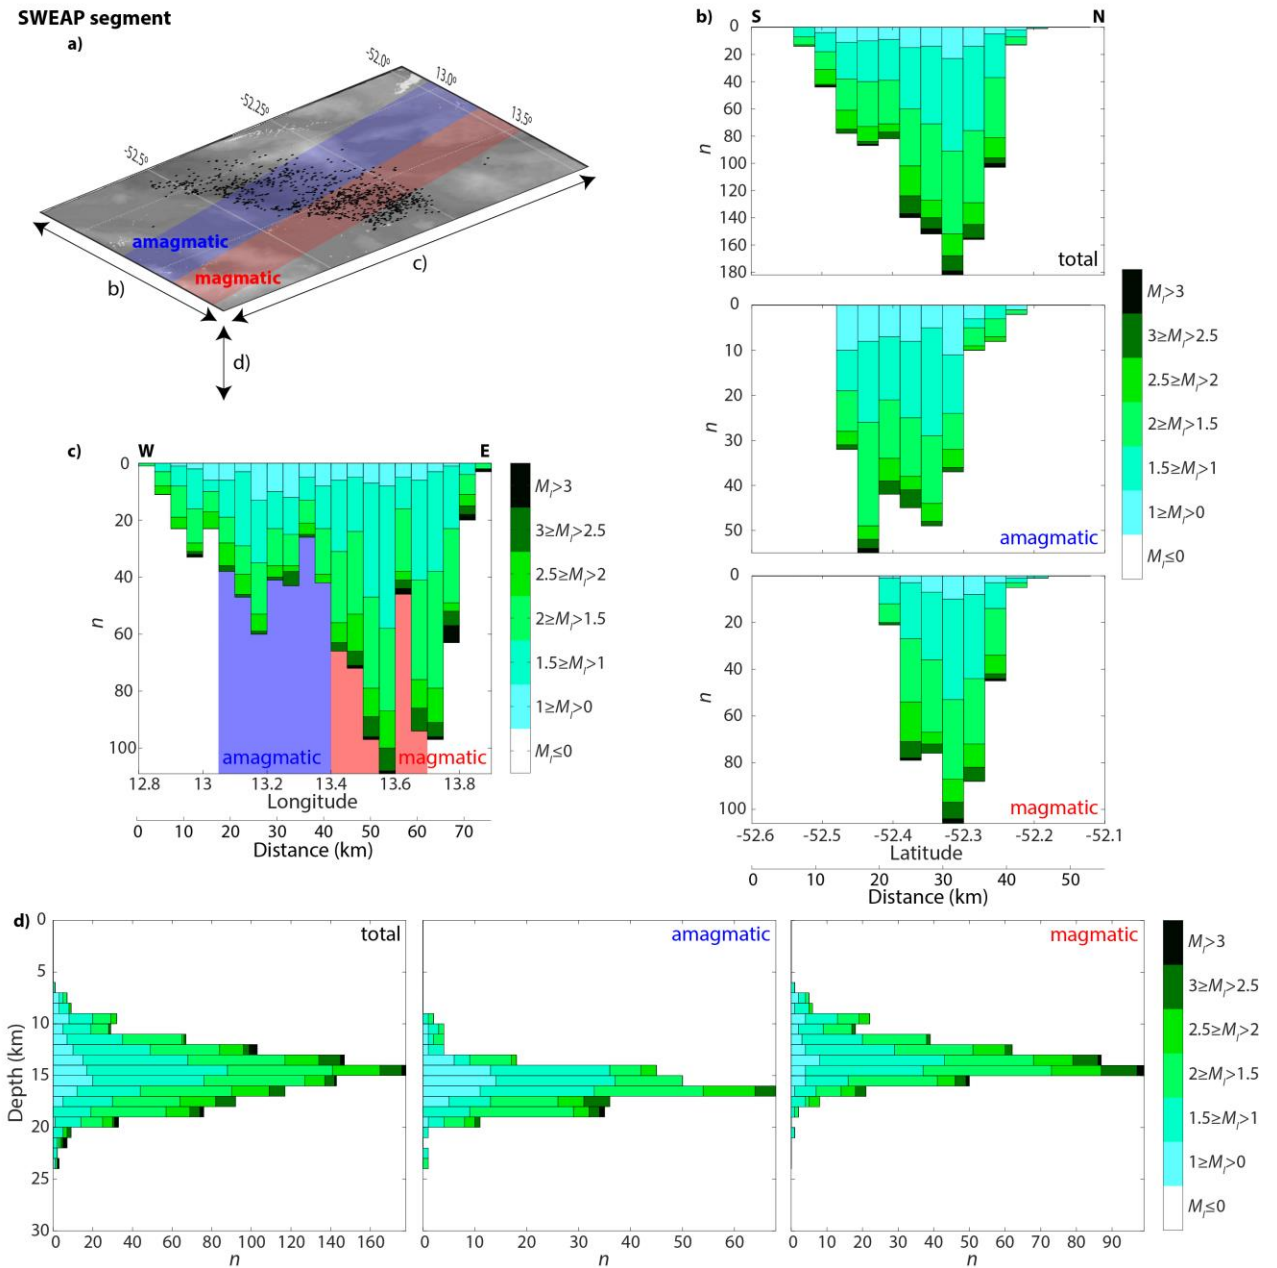 SWEAP segment
a)
-52.0º
13.0º
-52.25º
13.5º
-52.5º
amagmatic
magmatic
b)
c)
d)
b)
S
N
0
20
40
60
80
100
120
140
160
180
n
total
0
10
20
30
40
50
n
amagmatic
0
20
40
60
80
100
n
magmatic
-52.6
-52.5
-52.4
-52.3
-52.2
-52.1
Latitude
0
10
20
30
40
50
Distance (km)
Ml>3
3≥Ml>2.5
2.5≥Ml>2
2≥Ml>1.5
1.5≥Ml>1
1≥Ml>0
Ml≤0
c)
W
E
0
20
40
60
80
100
n
amagmatic
magmatic
12.8
13
13.2
13.4
13.6
13.8
Longitude
0
10
20
30
40
50
60
70
Distance (km)
Ml>3
3≥Ml>2.5
2.5≥Ml>2
2≥Ml>1.5
1.5≥Ml>1
1≥Ml>0
Ml≤0
d)
0
5
10
15
20
25
30
Depth (km)
total
0
20
40
60
80
100
120
140
160
n
amagmatic
0
10
20
30
40
50
60
n
magmatic
0
10
20
30
40
50
60
70
80
90
n
Ml>3
3≥Ml>2.5
2.5≥Ml>2
2≥Ml>1.5
1.5≥Ml>1
1≥Ml>0
Ml≤0